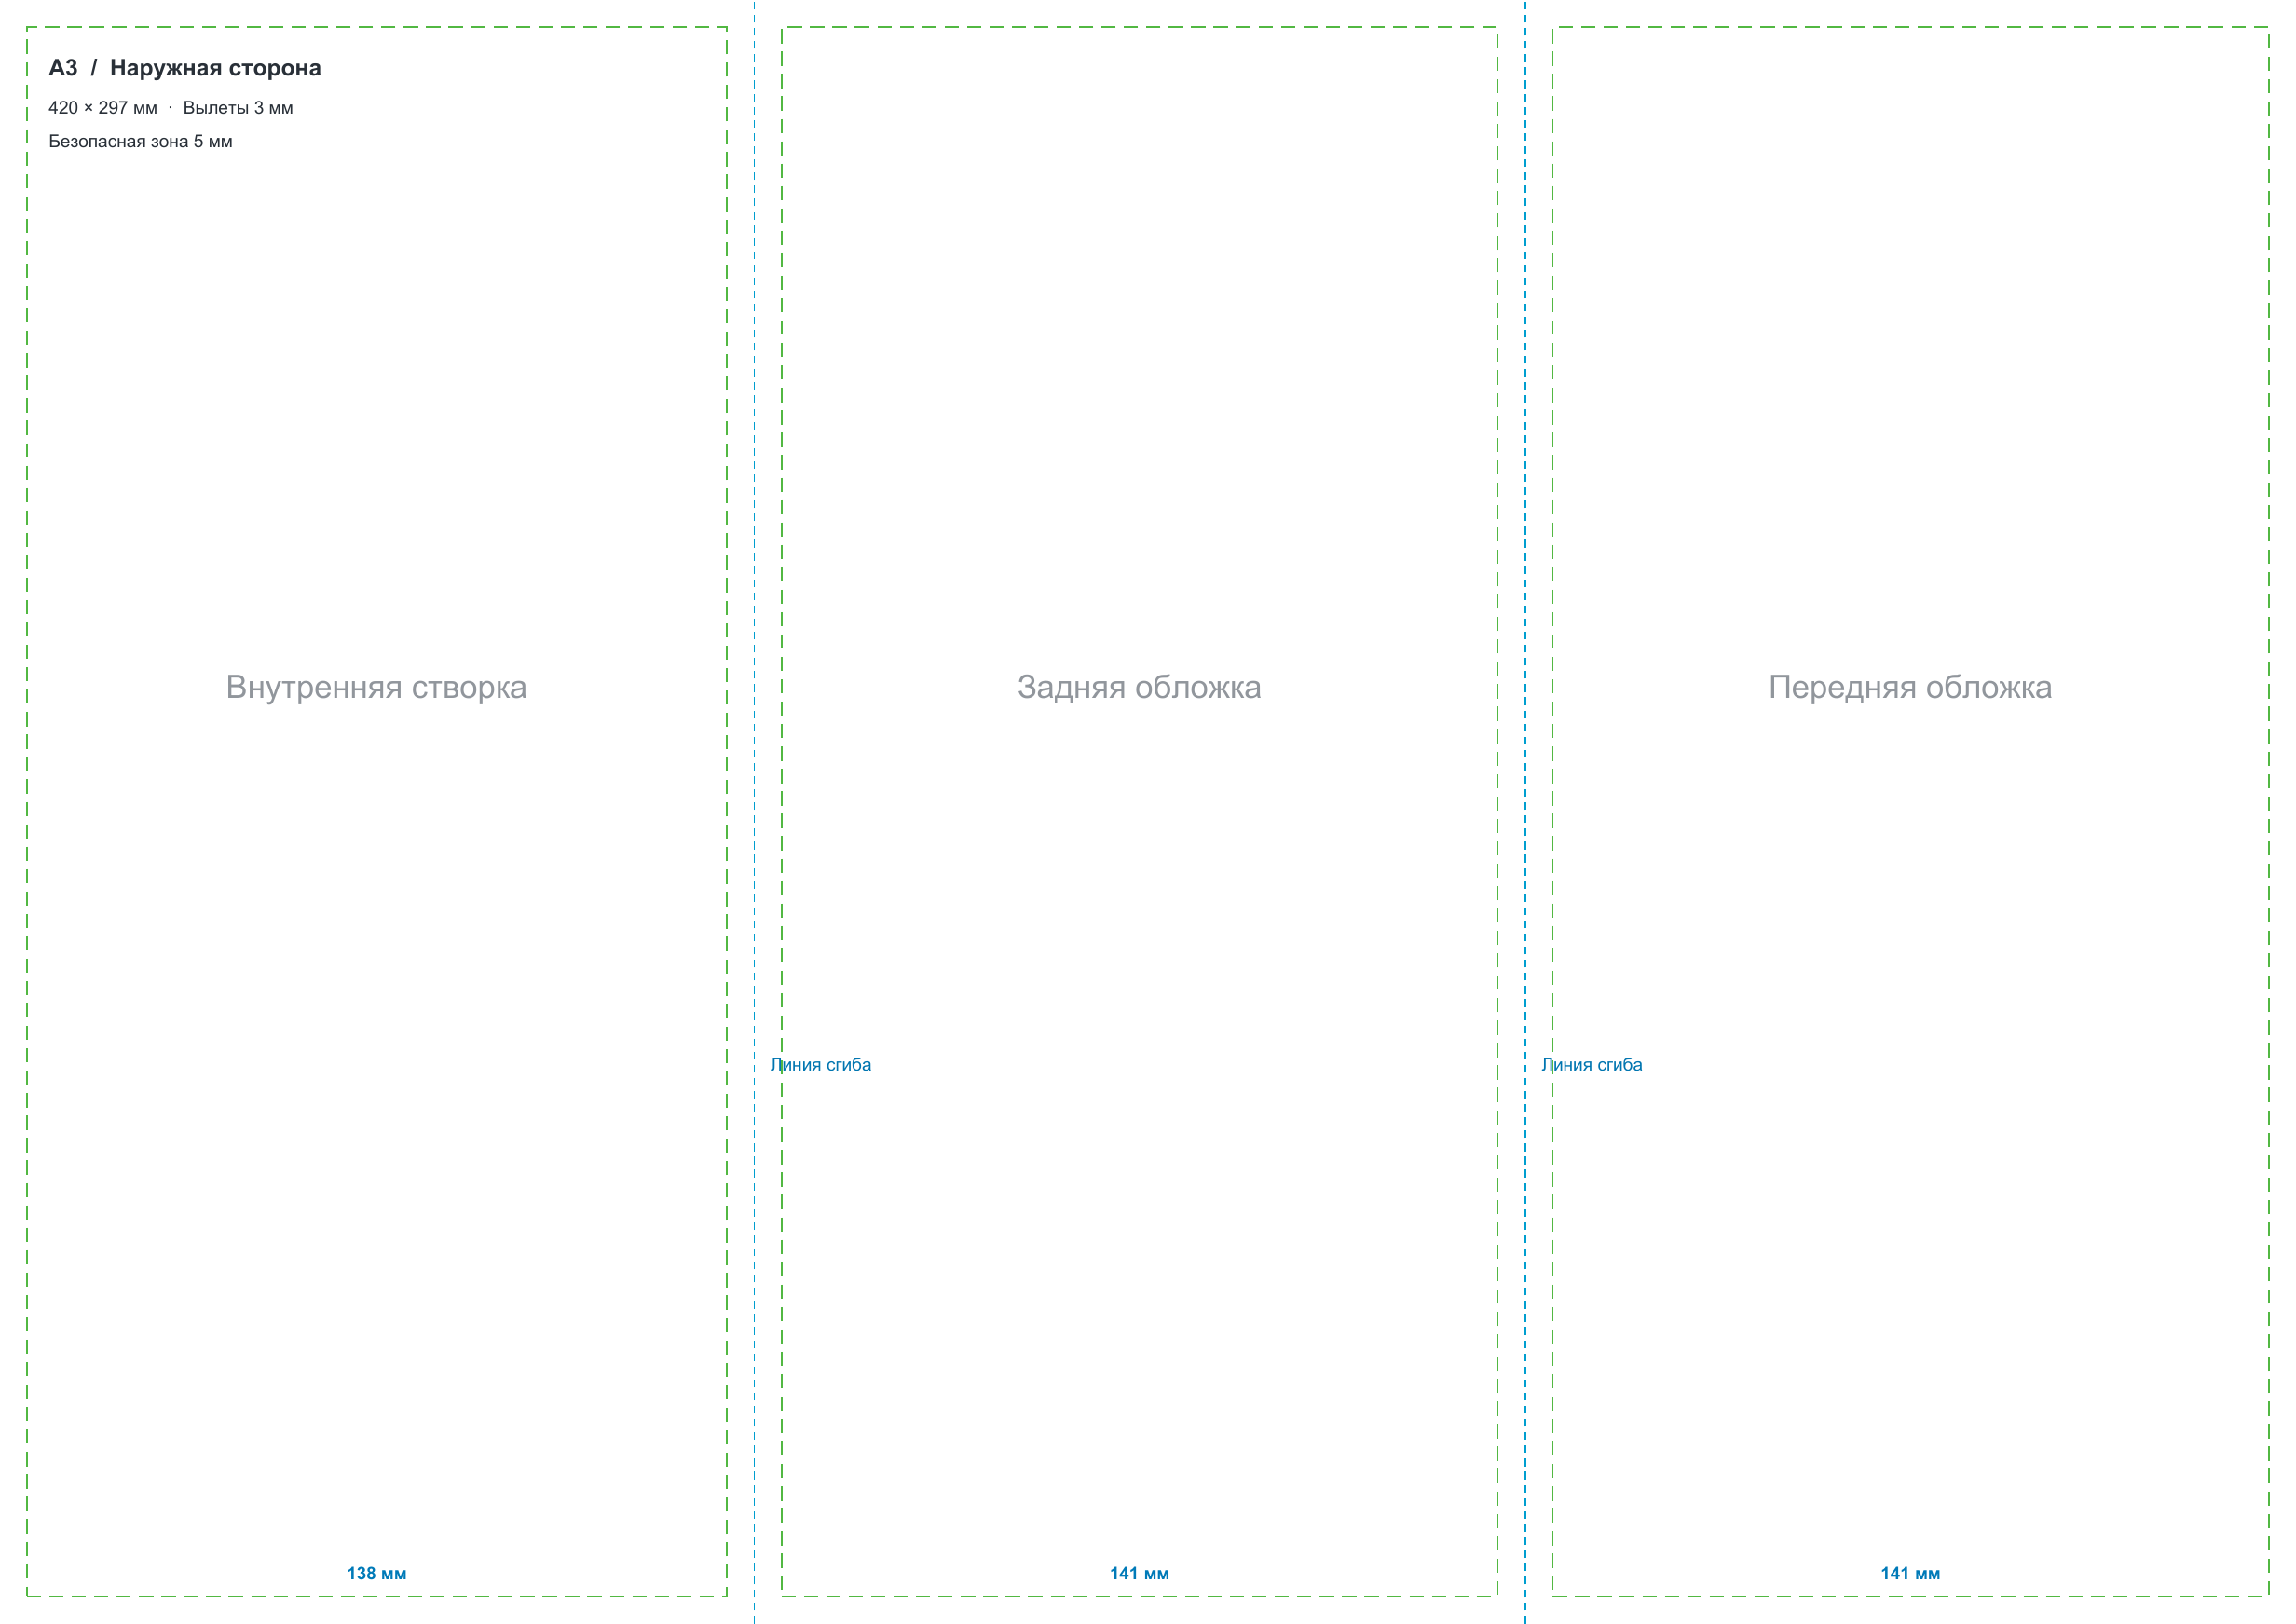 A3 / Наружная сторона
420 × 297 мм · Вылеты 3 мм
Безопасная зона 5 мм
Внутренняя створка
Задняя обложка
Передняя обложка
Линия сгиба
Линия сгиба
138 мм
141 мм
141 мм